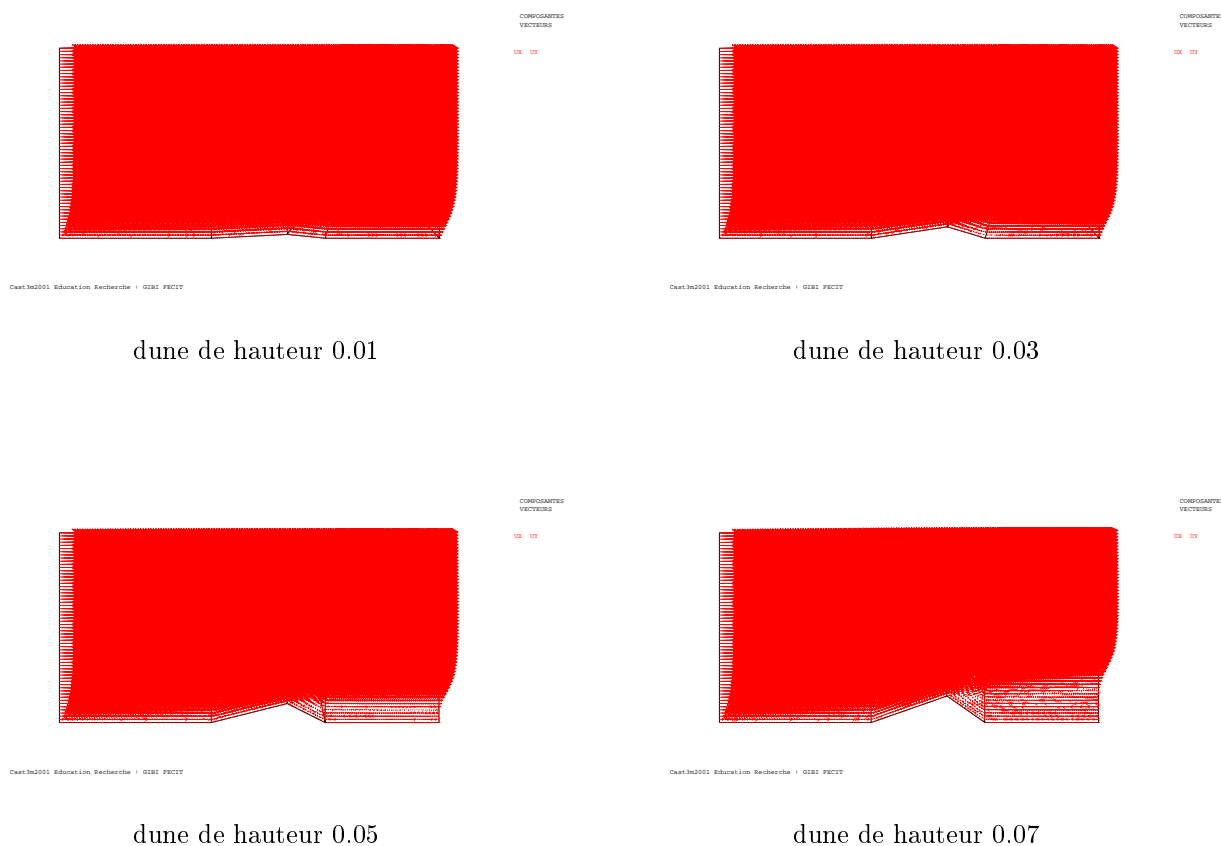 COMPOSANTES
VECTEURS
UX UY
Cast3m2001 Education Recherche : GIBI FECIT
dune de hauteur 0.01
COMPOSANTE
VECTEURS
UX UY
Cast3m2001 Education Recherche : GIBI FECIT
dune de hauteur 0.03
COMPOSANTES
VECTEURS
UX UY
Cast3m2001 Education Recherche : GIBI FECIT
dune de hauteur 0.05
COMPOSANTE
VECTEURS
UX UY
Cast3m2001 Education Recherche : GIBI FECIT
dune de hauteur 0.07